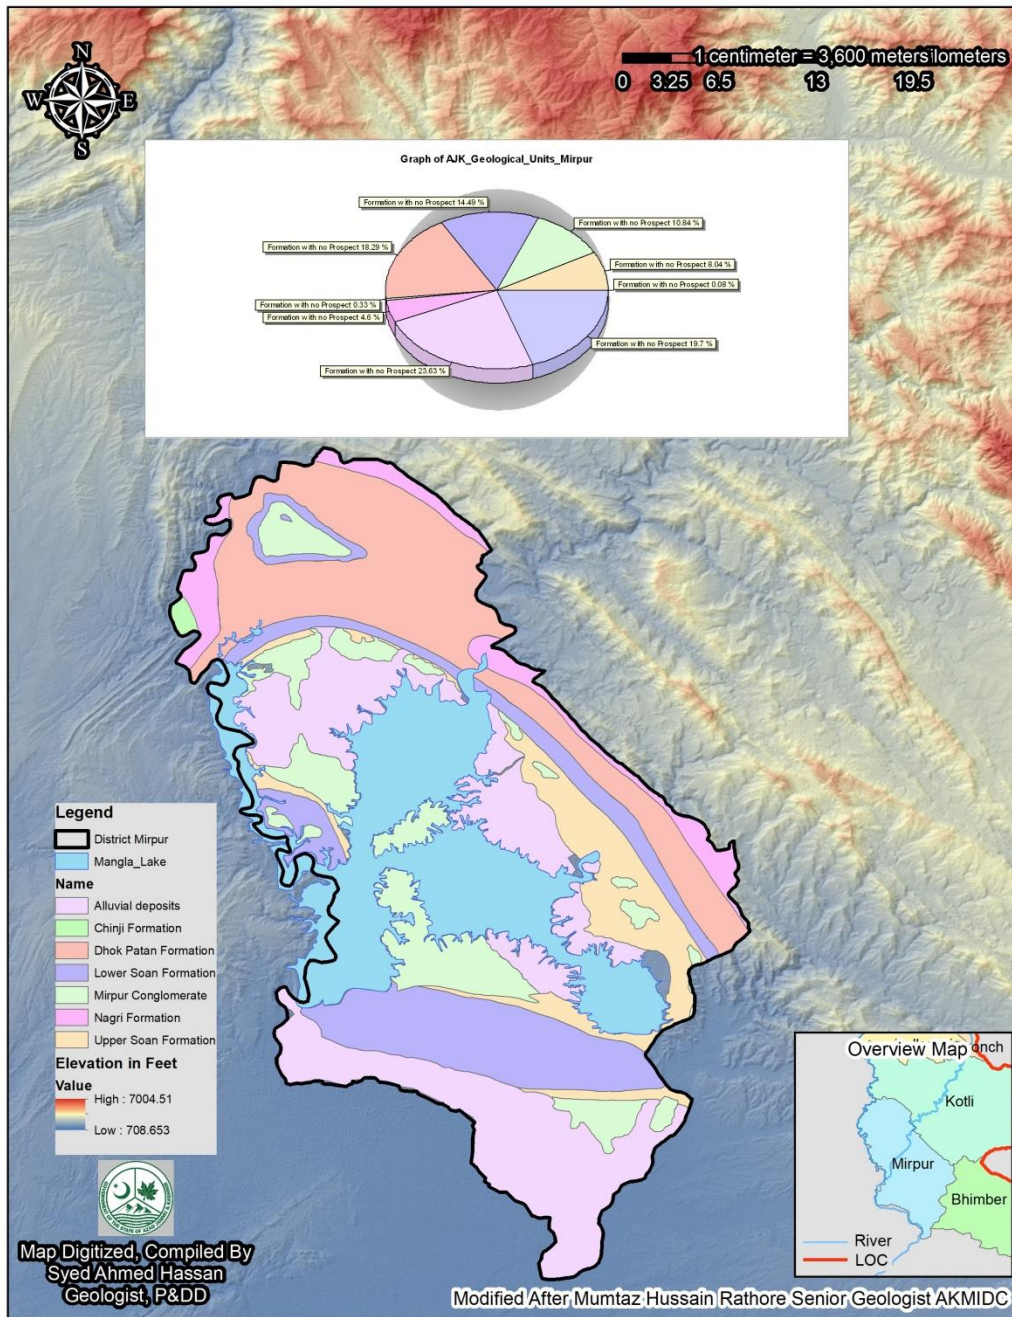 N
W E
S
1 centimeter = 3,600 meters ilometers
0 3.25 6.5 13 19.5
Graph of AJK_Geological_Units_Mirpur
Formation with no Prospect 14.49 %
Formation with no Prospect 10.84 %
Formation with no Prospect 18.29 %
Formation with no Prospect 8.04 %
Formation with no Prospect 0.08 %
Formation with no Prospect 0.33 %
Formation with no Prospect 4.6 %
Formation with no Prospect 19.7 %
Formation with no Prospect 23.63 %
Legend
District Mirpur
Mangla_Lake
Name
Alluvial deposits
Chinji Formation
Dhok Patan Formation
Lower Soan Formation
Mirpur Conglomerate
Nagri Formation
Upper Soan Formation
Elevation in Feet
Value
High : 7004.51
Low : 708.653
Map Digitized, Compiled By
Syed Ahmed Hassan
Geologist, P&DD
Overview Map
onch
Kotli
Mirpur
Bhimber
River
LOC
Modified After Mumtaz Hussain Rathore Senior Geologist AKMIDC